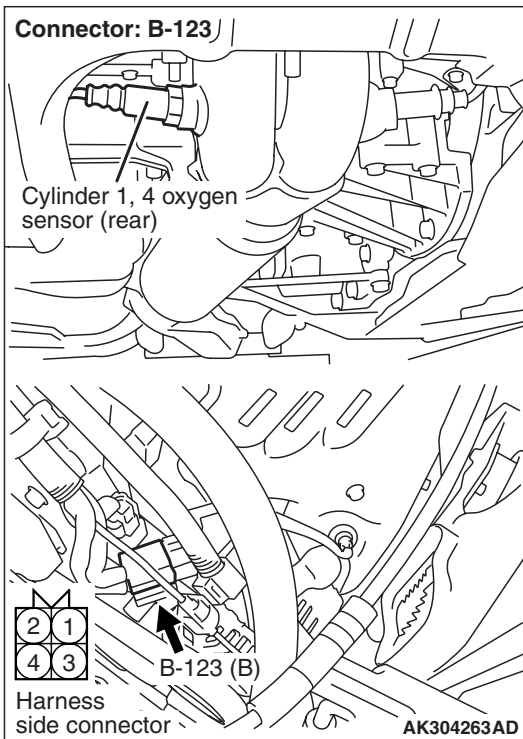 Connector: B-123
Cylinder 1, 4 oxygen
sensor (rear)
2 1
4 3
B-123 (B)
Harness
side connector
AK304263AD